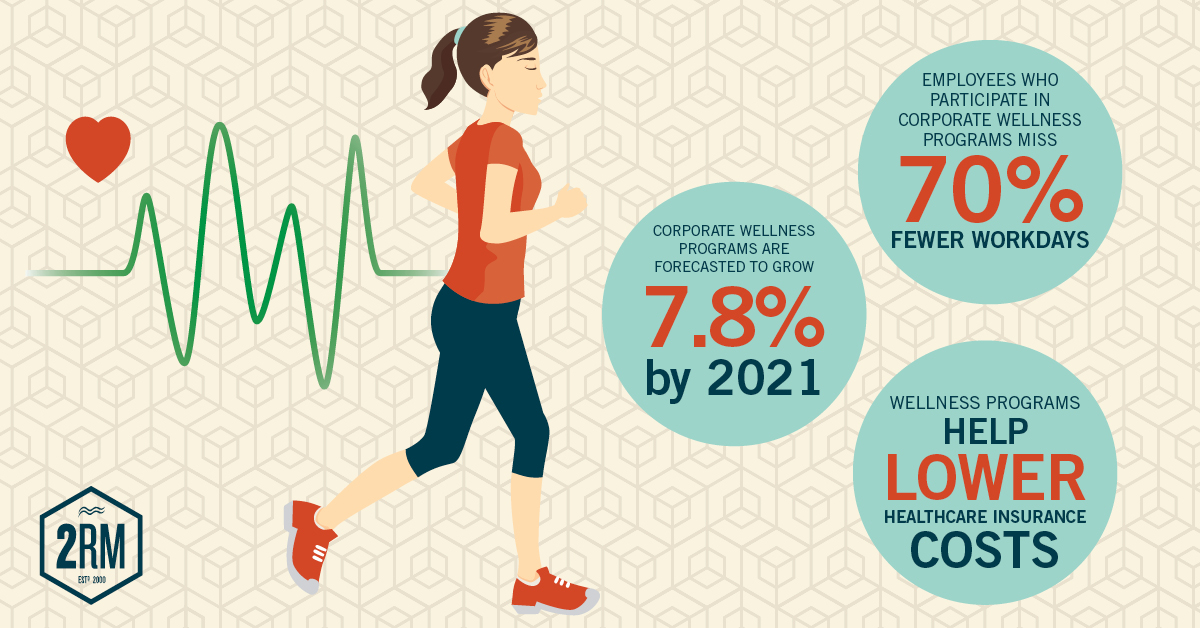 CORPORATE WELLNESS
PROGRAMS ARE
FORECASTED TO GROW
7.8%
by 2021
EMPLOYEES WHO
PARTICIPATE IN
CORPORATE WELLNESS
PROGRAMS MISS
70%
FEWER WORKDAYS
WELLNESS PROGRAMS
HELP
LOWER
HEALTHCARE INSURANCE
COSTS
2RM
ESTD 2000